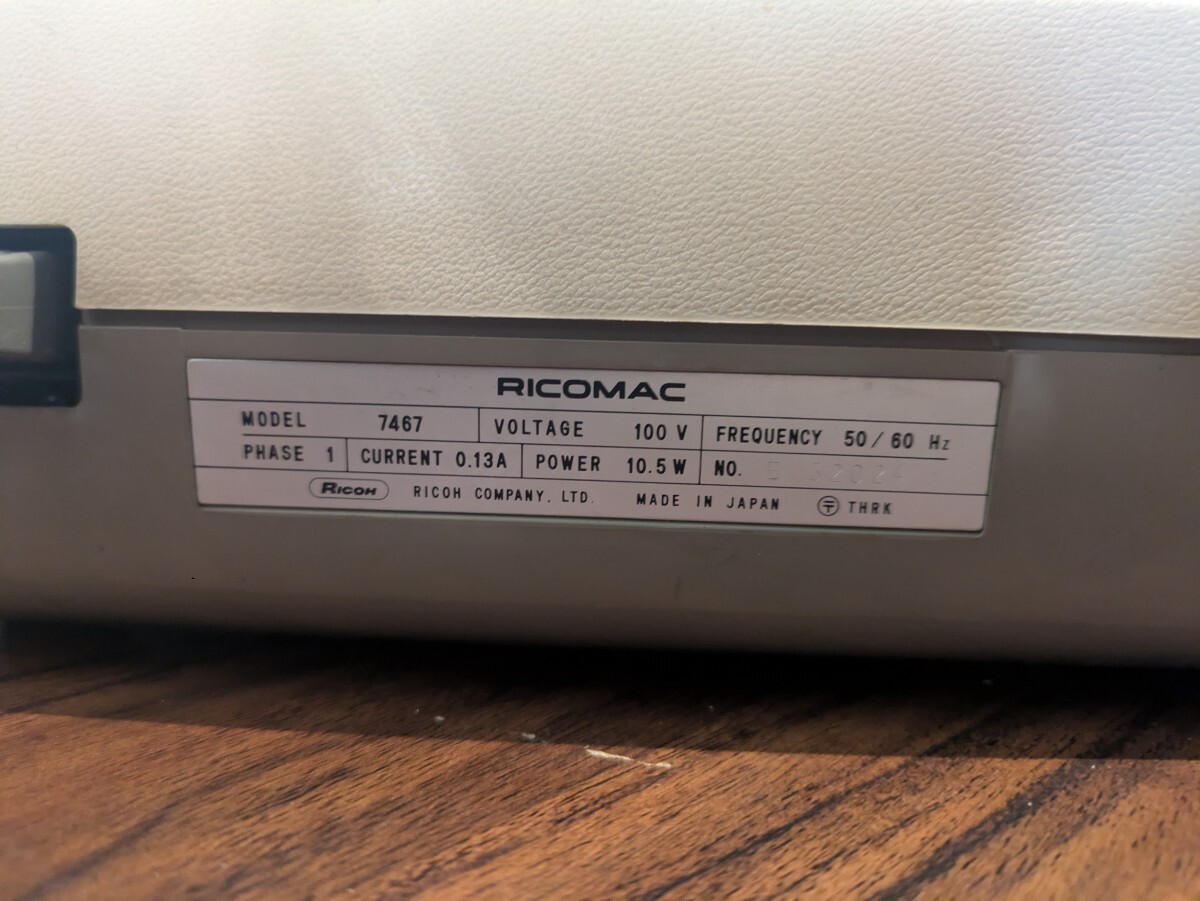 RICOMAC
MODEL 7467 VOLTAGE 100 V FREQUENCY 50/60 Hz
PHASE 1 CURRENT 0.13A POWER 10.5W NO.
RICOH RICOH COMPANY, LTD. MADE IN JAPAN 〒 THRK